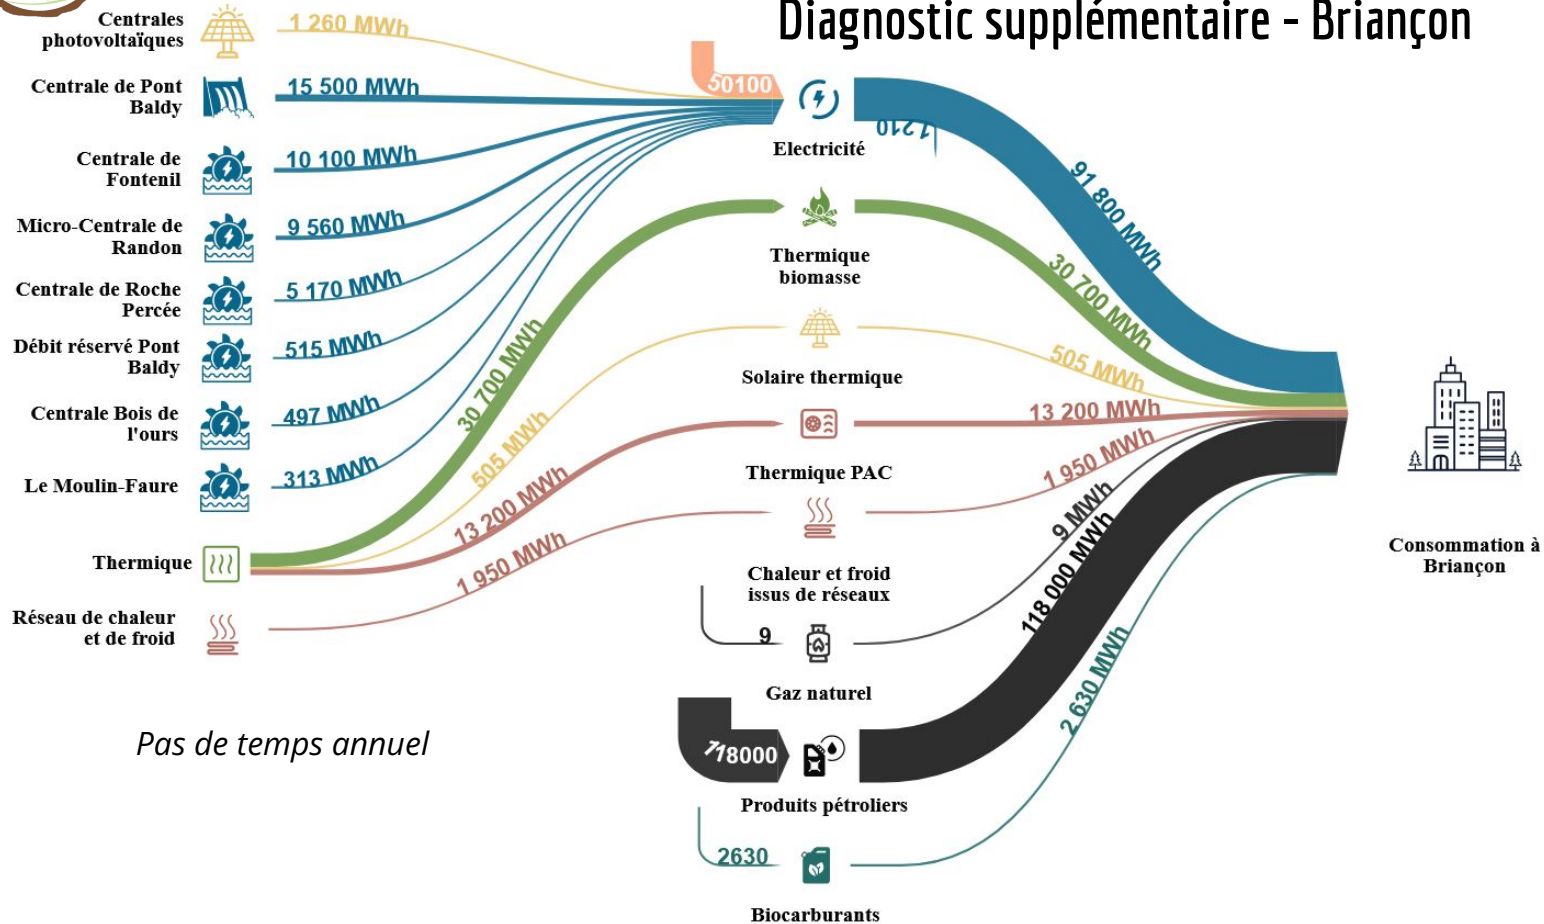 Diagnostic supplémentaire - Briançon
Centrales
photovoltaïques
1 260 MWh
Centrale de Pont
Baldy
15 500 MWh
Centrale de
Fontenil
10 100 MWh
Micro-Centrale de
Randon
9 560 MWh
Centrale de Roche
Percée
5 170 MWh
Débit réservé Pont
Baldy
515 MWh
Centrale Bois de
l'ours
497 MWh
Le Moulin-Faure
313 MWh
Thermique
30 700 MWh
505 MWh
13 200 MWh
Réseau de chaleur
et de froid
1 950 MWh
Pas de temps annuel
50100
Electricité
1210
91 800 MWh
Thermique
biomasse
30 700 MWh
Solaire thermique
505 MWh
Thermique PAC
13 200 MWh
Chaleur et froid
issus de réseaux
1 950 MWh
9
Gaz naturel
9 MWh
118000
Produits pétroliers
118 000 MWh
2630
Biocarburants
2 630 MWh
Consommation à
Briançon